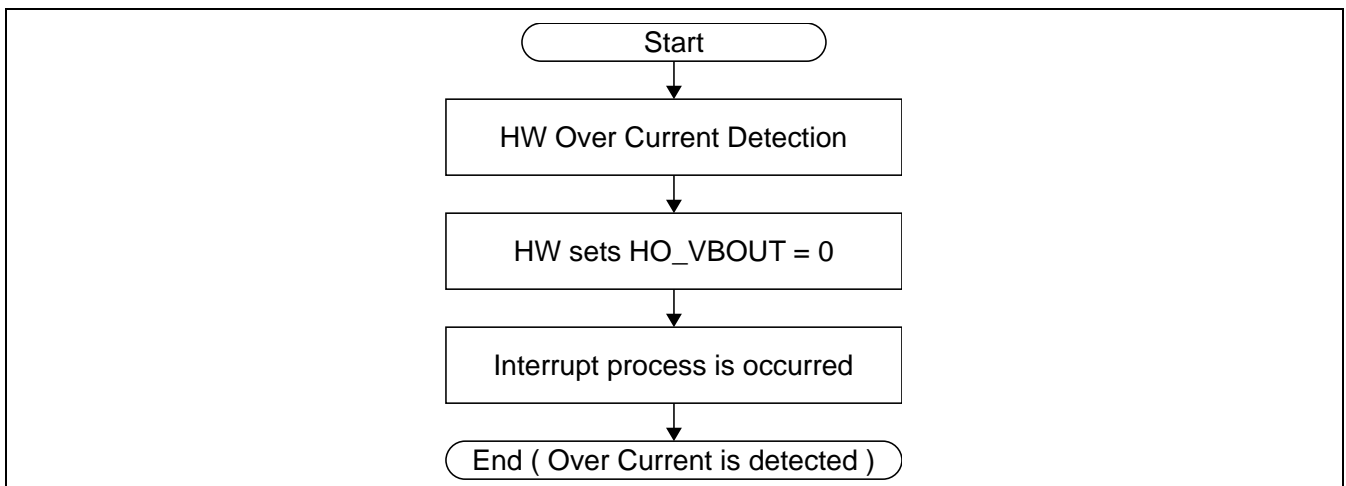 Start
HW Over Current Detection
HW sets HO_VBOUT = 0
Interrupt process is occurred
End ( Over Current is detected )